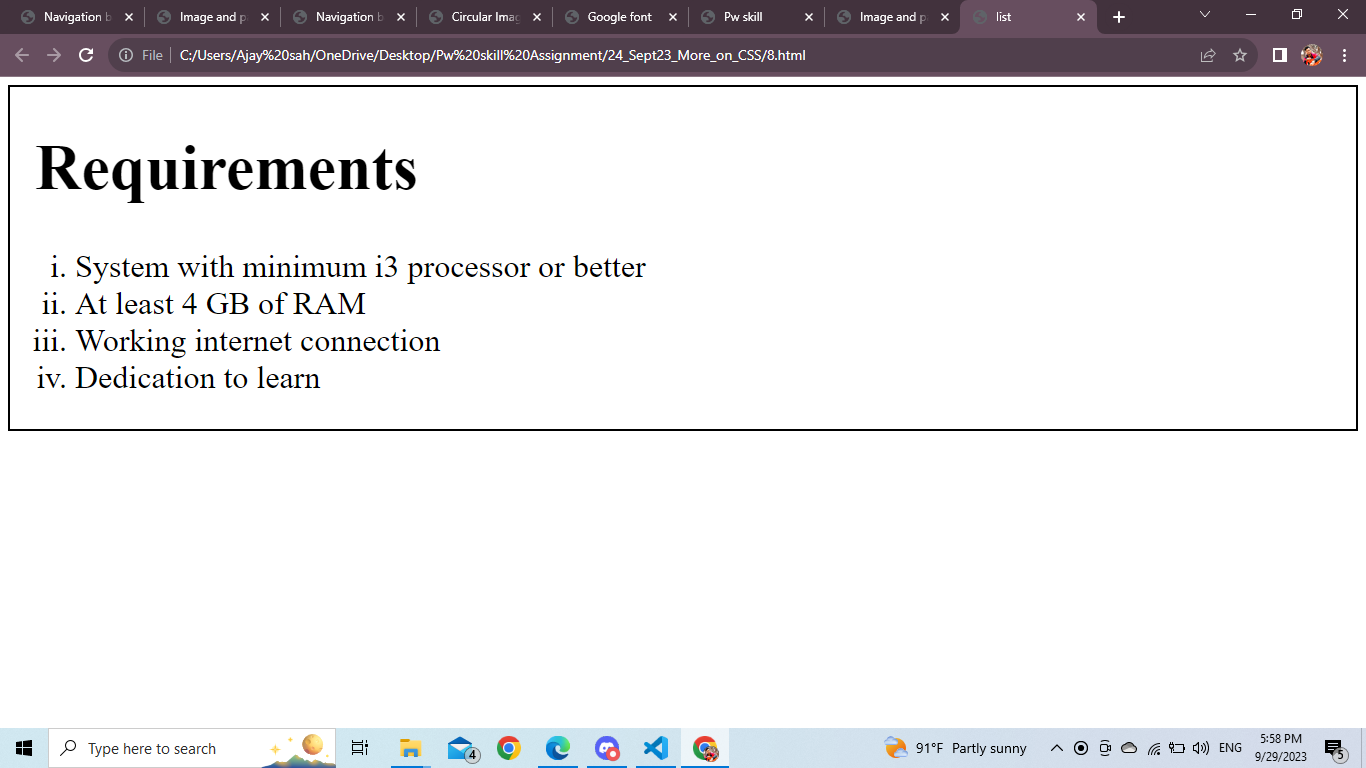 Navigation b
Image and p
Navigation b
Circular Imag
Google font
Pw skill
Image and p
list
File
C:/Users/Ajay%20sah/OneDrive/Desktop/Pw%20skill%20Assignment/24_Sept23_More_on_CSS/8.html
Requirements
i. System with minimum i3 processor or better
ii. At least 4 GB of RAM
iii. Working internet connection
iv. Dedication to learn
Type here to search
4
91°F Partly sunny
ENG
5:58 PM
9/29/2023
5